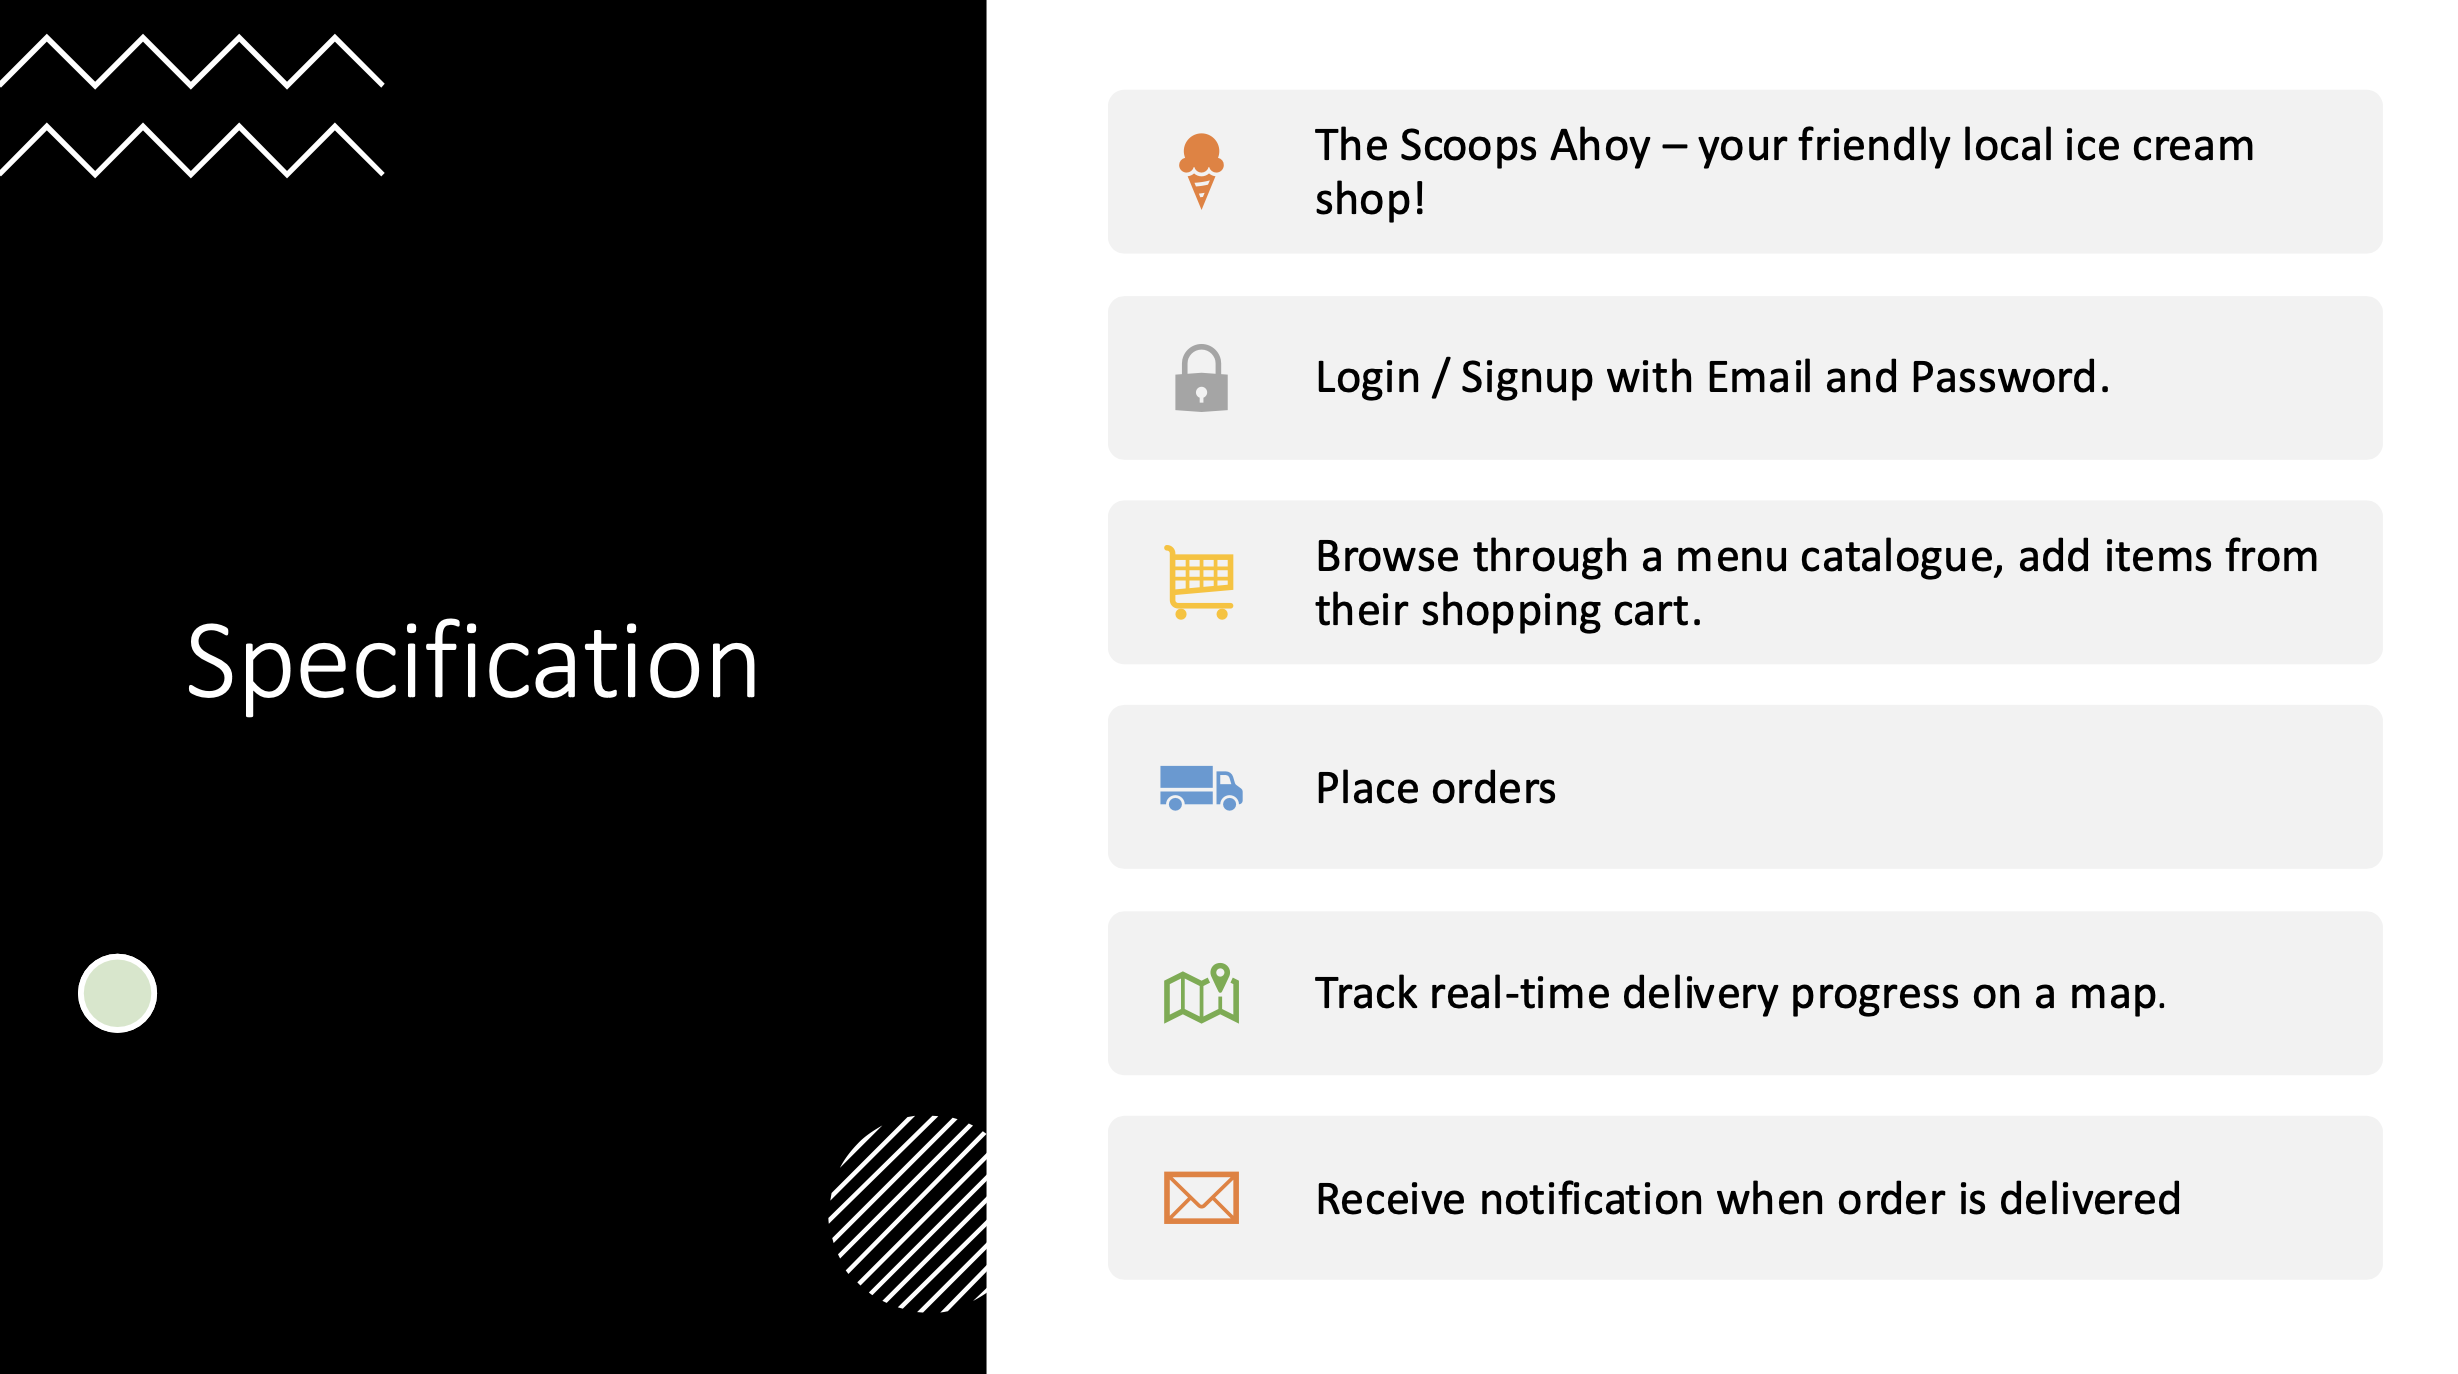 Specification
The Scoops Ahoy – your friendly local ice cream
shop!
Login / Signup with Email and Password.
Browse through a menu catalogue, add items from
their shopping cart.
Place orders
Track real-time delivery progress on a map.
Receive notification when order is delivered